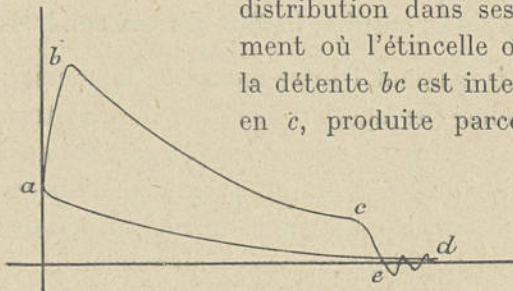 distribution dans ses
ment où l'étincelle o
la détente bc est inte
en c, produite parce
b
a
c
d
e